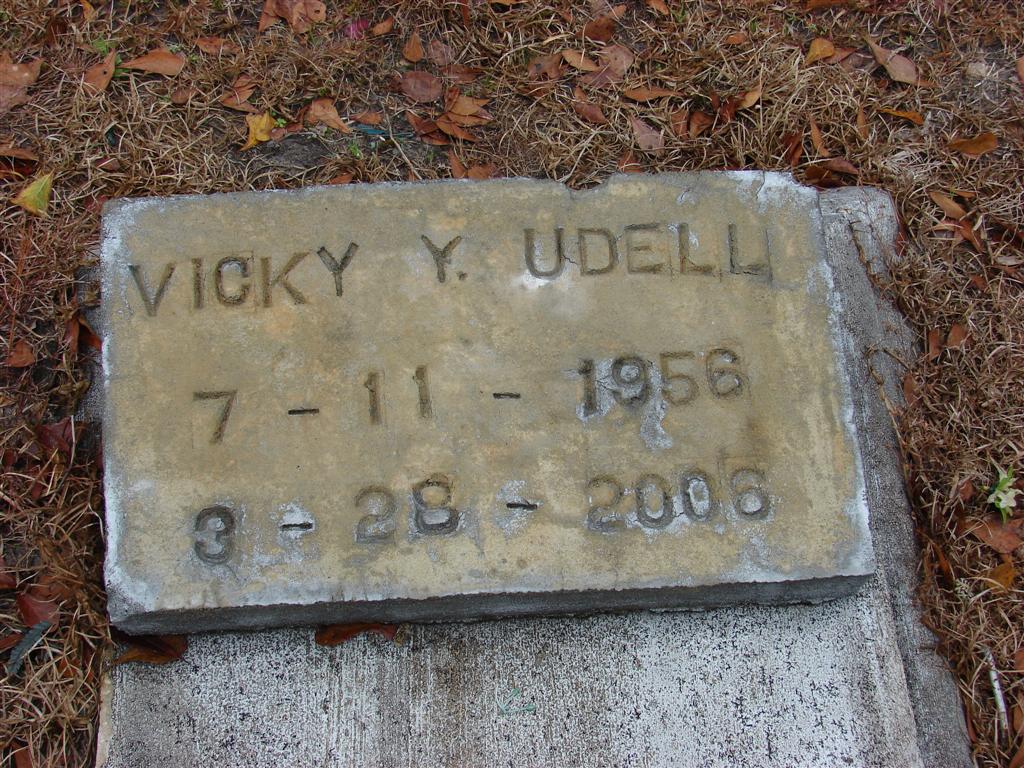 VICKY Y. UDELL
7 - 11 - 1956
3 - 28 - 2006